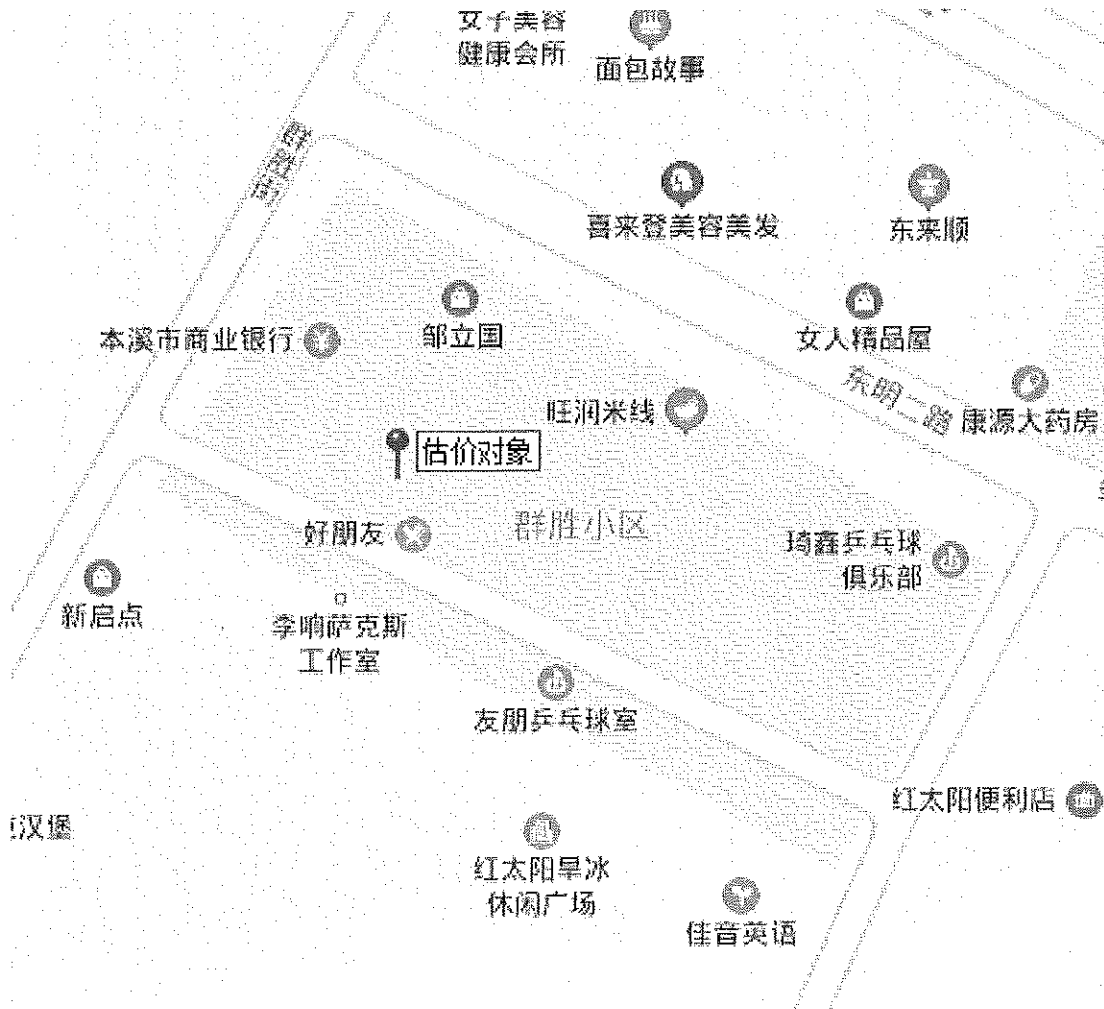 女子美容
健康会所
面包故事
喜来登美容美发
东来顺
邹立国
本溪市商业银行
女人精品屋
旺润米线
东明二路
康源大药房
估价对象
好朋友
群胜小区
琦鑫乒乓球
俱乐部
新启点
李响萨克斯
工作室
友朋乒乓球室
红太阳便利店
汉堡
红太阳旱冰
休闲广场
佳音英语